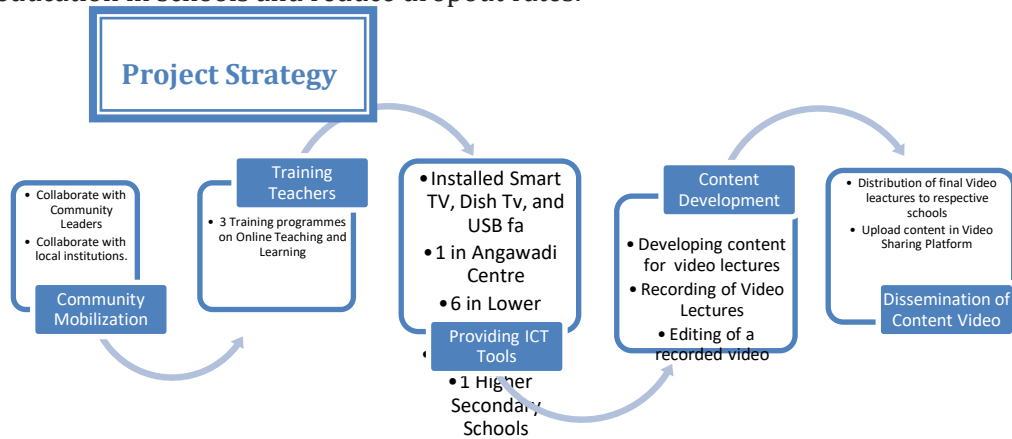 education in schools and reduce dropout rates.
Project Strategy
• Collaborate with
Community
Leaders
• Collaborate with
local institutions.
Community
Mobilization
Training
Teachers
• 3 Training programmes
on Online Teaching and
Learning
•Installed Smart
TV, Dish Tv, and
USB fa
•1 in Angawadi
Centre
•6 in Lower
Providing ICT
Tools
•
•1 Higher
Secondary
Schools
Content
Development
• Developing content
for video lectures
• Recording of Video
Lectures
• Editing of a
recorded video
• Distribution of final Video
leactures to respective
schools
• Upload content in Video
Sharing Platform
Dissemination of
Content Video